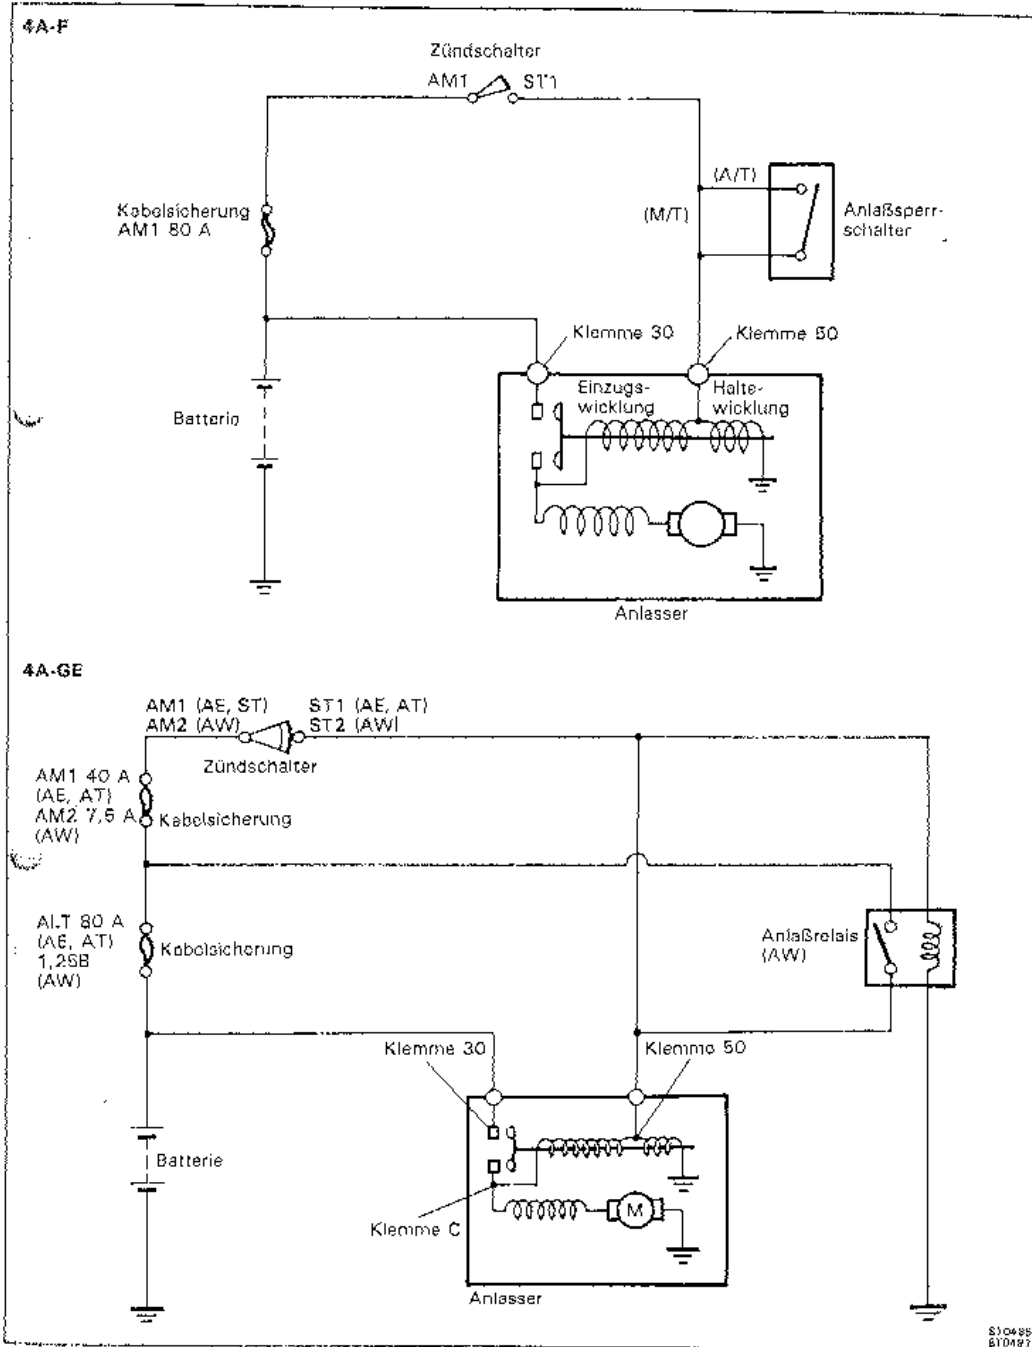 4A-F
Zündschalter
AM1 ST1
(A/T)
Kabelsicherung
AM1 80 A
(M/T)
Anlaßsperr-
schalter
Klemme 30
Klemme 50
Einzugs-
wicklung
Halte-
wicklung
Batterie
Anlasser
4A-GE
AM1 (AE, ST)
AM2 (AW)
ST1 (AE, AT)
ST2 (AW)
Zündschalter
AM1 40 A
(AE, AT)
AM2 7,5 A
(AW)
Kabelsicherung
ALT 80 A
(AE, AT)
1,25B
(AW)
Kabelsicherung
Anlaßrelais
(AW)
Klemme 30
Klemme 50
Batterie
M
Klemme C
Anlasser